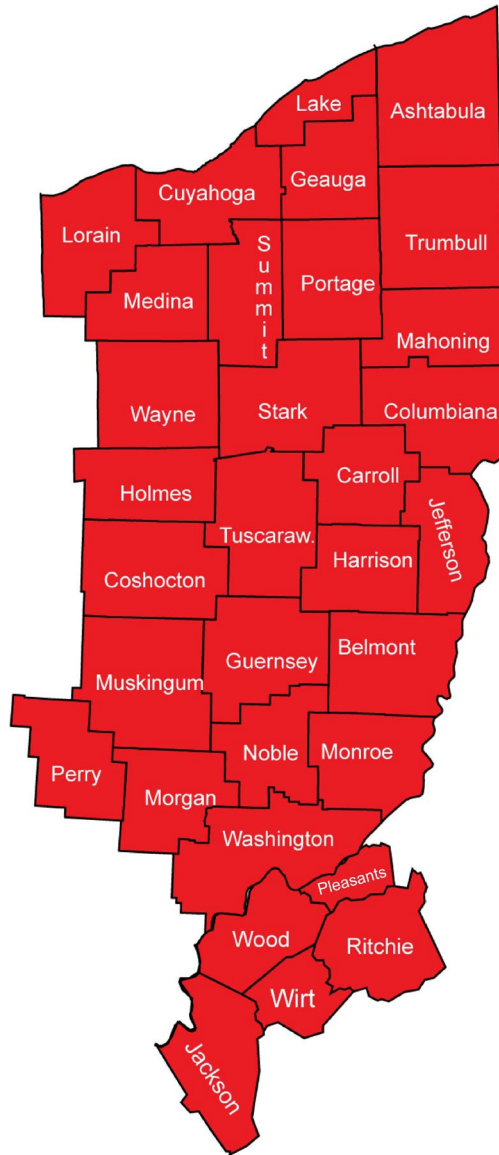 Lake
Ashtabula
Geauga
Cuyahoga
Lorain
Summit
Trumbull
Portage
Medina
Mahoning
Wayne
Stark
Columbiana
Carroll
Holmes
Jefferson
Tuscaraw.
Harrison
Coshocton
Belmont
Guernsey
Muskingum
Noble
Monroe
Perry
Morgan
Washington
Pleasants
Wood
Ritchie
Wirt
Jackson